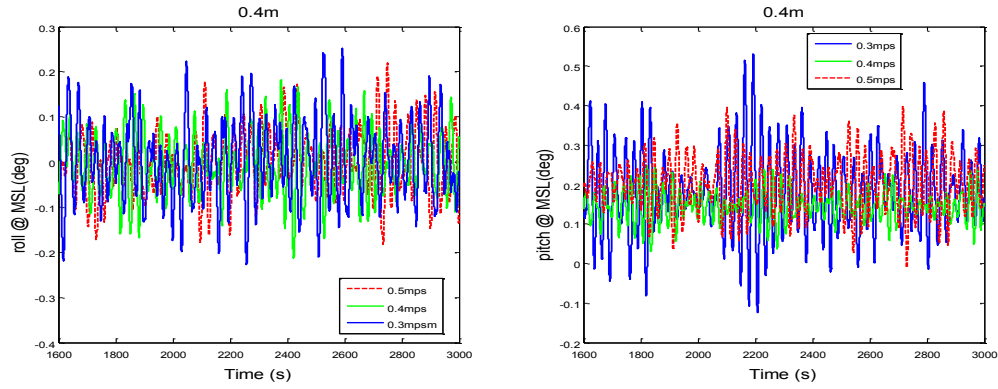 0.4m
0.3
0.2
0.1
0
-0.1
-0.2
-0.3
-0.4
roll @ MSL(deg)
0.5mps
0.4mps
0.3mpsm
1600 1800 2000 2200 2400 2600 2800 3000
Time (s)
0.4m
0.6
0.5
0.4
0.3
0.2
0.1
0
-0.1
-0.2
pitch @ MSL(deg)
0.3mps
0.4mps
0.5mps
1600 1800 2000 2200 2400 2600 2800 3000
Time (s)